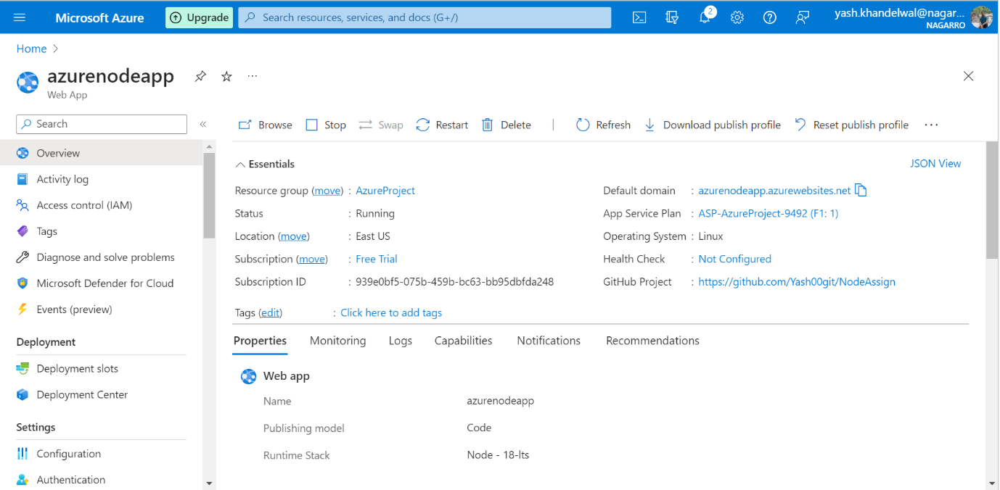 Microsoft Azure
Upgrade
Search resources, services, and docs (G+/)
2
yash.khandelwal@nagar...
NAGARRO
Home
azurenodeapp
Web App
Search
Browse
Stop
Swap
Restart
Delete
Refresh
Download publish profile
Reset publish profile
Overview
Activity log
Access control (IAM)
Tags
Diagnose and solve problems
Microsoft Defender for Cloud
Events (preview)
Deployment
Deployment slots
Deployment Center
Settings
Configuration
Authentication
Essentials
JSON View
Resource group (move) : AzureProject
Status : Running
Location (move) : East US
Subscription (move) : Free Trial
Subscription ID : 939e0bf5-075b-459b-bc63-bb95dbfda248
Default domain : azurenodeapp.azurewebsites.net
App Service Plan : ASP-AzureProject-9492 (F1: 1)
Operating System : Linux
Health Check : Not Configured
GitHub Project : https://github.com/Yash00git/NodeAssign
Tags (edit) : Click here to add tags
Properties
Monitoring
Logs
Capabilities
Notifications
Recommendations
Web app
Name azurenodeapp
Publishing model Code
Runtime Stack Node - 18-lts